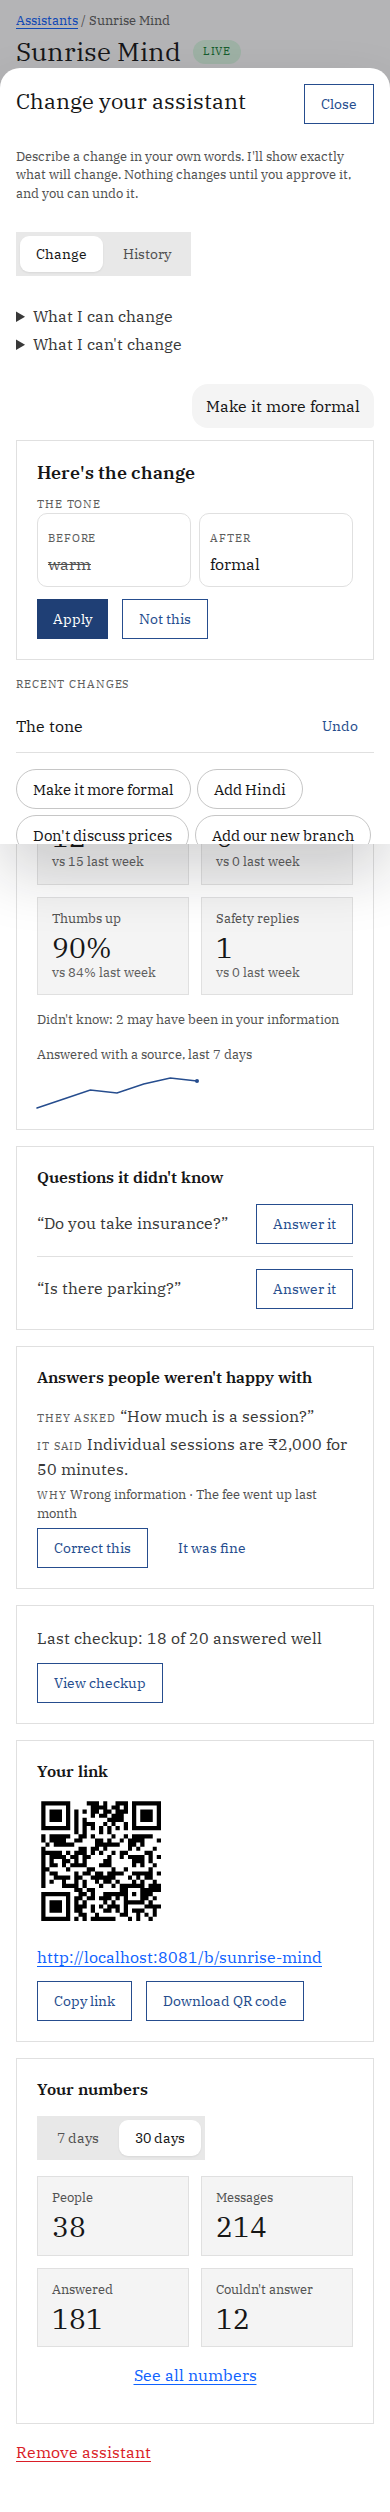 Assistants / Sunrise Mind
Sunrise Mind LIVE
Change your assistant
Close
Describe a change in your own words. I'll show exactly
what will change. Nothing changes until you approve it,
and you can undo it.
Change History
What I can change
What I can't change
Make it more formal
Here's the change
THE TONE
BEFORE
warm
AFTER
formal
Apply Not this
RECENT CHANGES
The tone Undo
Make it more formal Add Hindi
Don't discuss prices Add our new branch
vs 15 last week
vs 0 last week
Thumbs up
90%
vs 84% last week
Safety replies
1
vs 0 last week
Didn't know: 2 may have been in your information
Answered with a source, last 7 days
Questions it didn't know
“Do you take insurance?” Answer it
“Is there parking?” Answer it
Answers people weren't happy with
THEY ASKED “How much is a session?”
IT SAID Individual sessions are ₹2,000 for
50 minutes.
WHY Wrong information · The fee went up last
month
Correct this It was fine
Last checkup: 18 of 20 answered well
View checkup
Your link
http://localhost:8081/b/sunrise-mind
Copy link Download QR code
Your numbers
7 days 30 days
People
38
Messages
214
Answered
181
Couldn't answer
12
See all numbers
Remove assistant